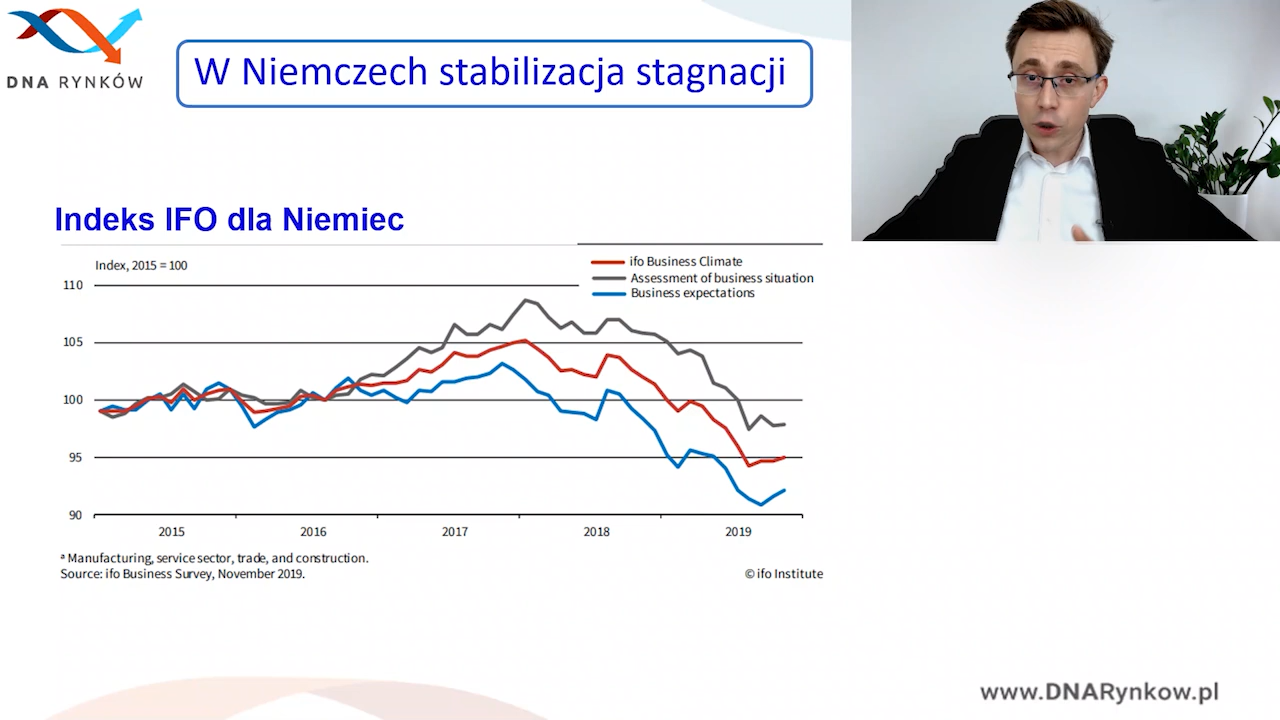 DNA RYNKÓW
W Niemczech stabilizacja stagnacji
Indeks IFO dla Niemiec
Index, 2015 = 100
ifo Business Climate
Assessment of business situation
Business expectations
110
105
100
95
90
2015 2016 2017 2018 2019
ª Manufacturing, service sector, trade, and construction.
Source: ifo Business Survey, November 2019.
© ifo Institute
www.DNARynkow.pl